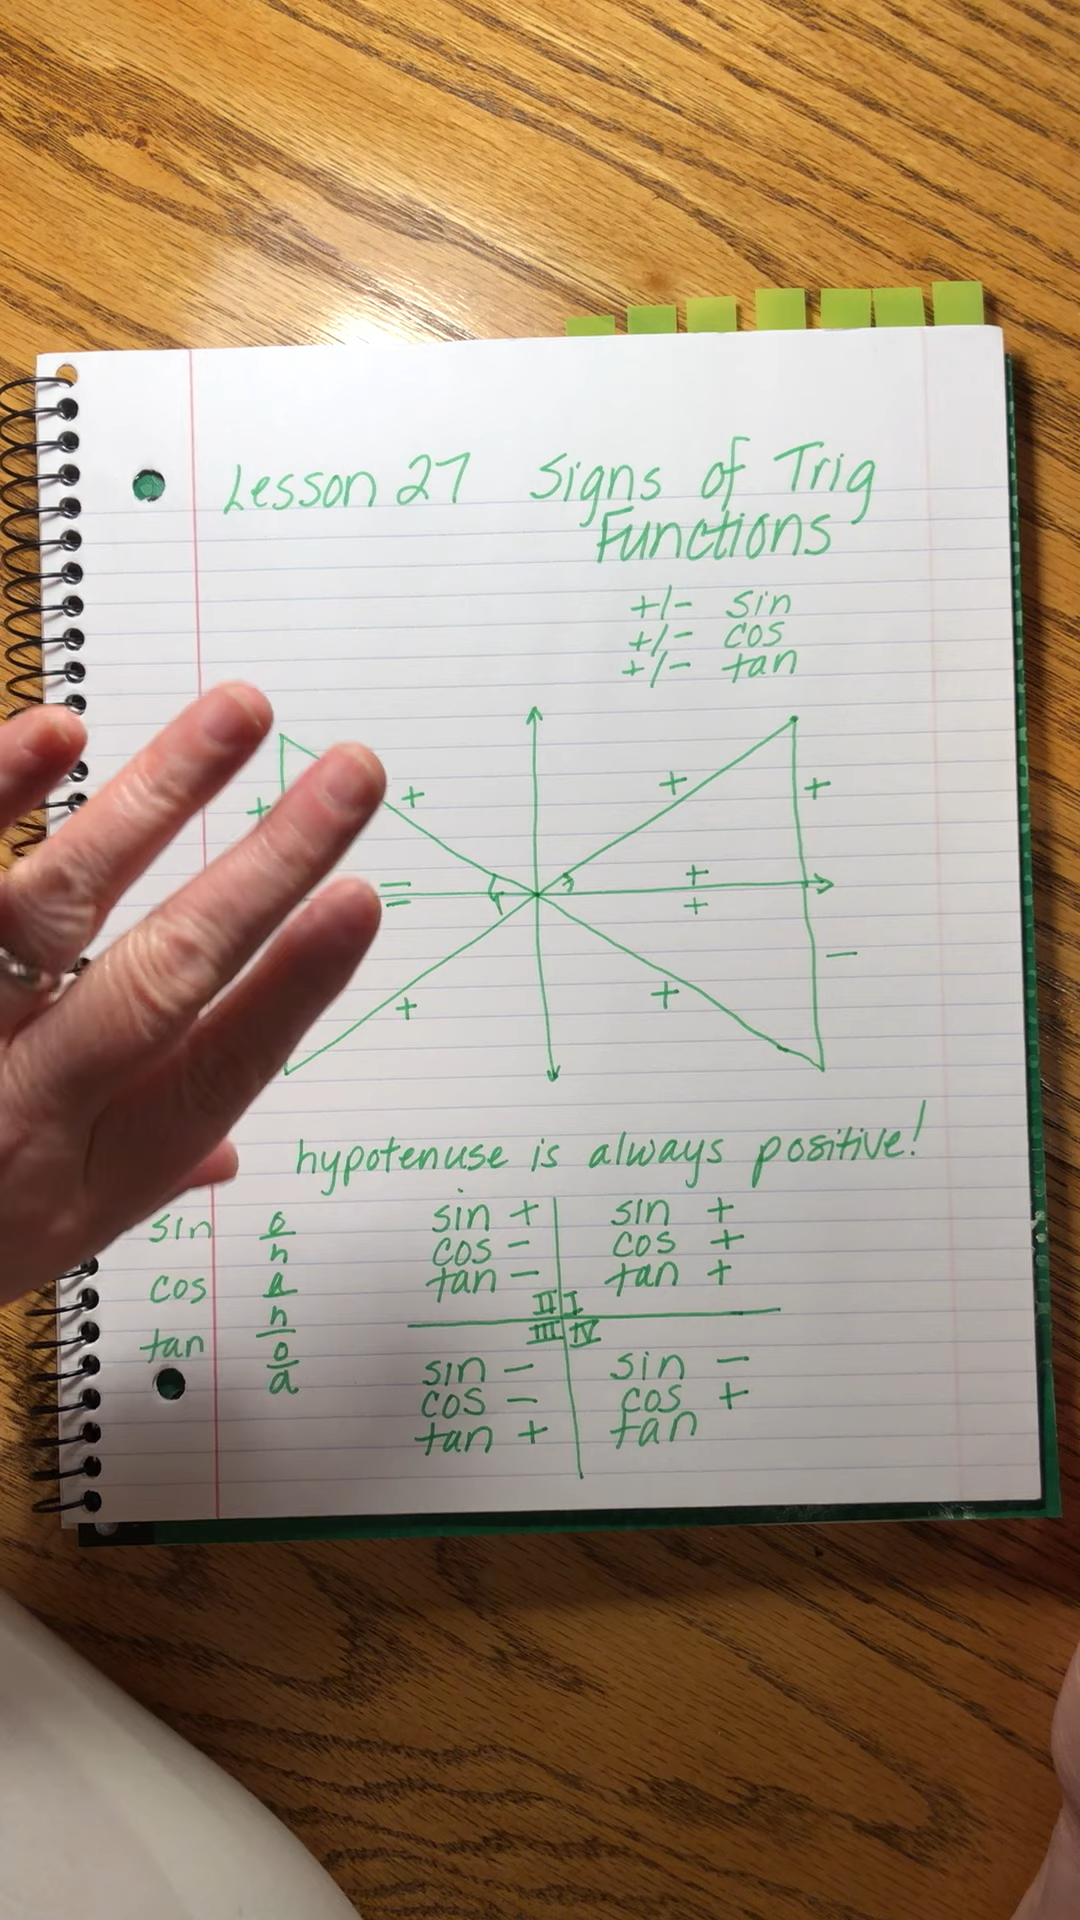 Lesson 27 Signs of Trig
Functions
+/- sin
+/- cos
+/- tan
+ + + +
= +
+
-
+ +
hypotenuse is always positive!
sin o/h
cos a/h
tan o/a
sin + sin +
cos - cos +
tan - tan +
II I
III IV
sin - sin -
cos - cos +
tan + tan